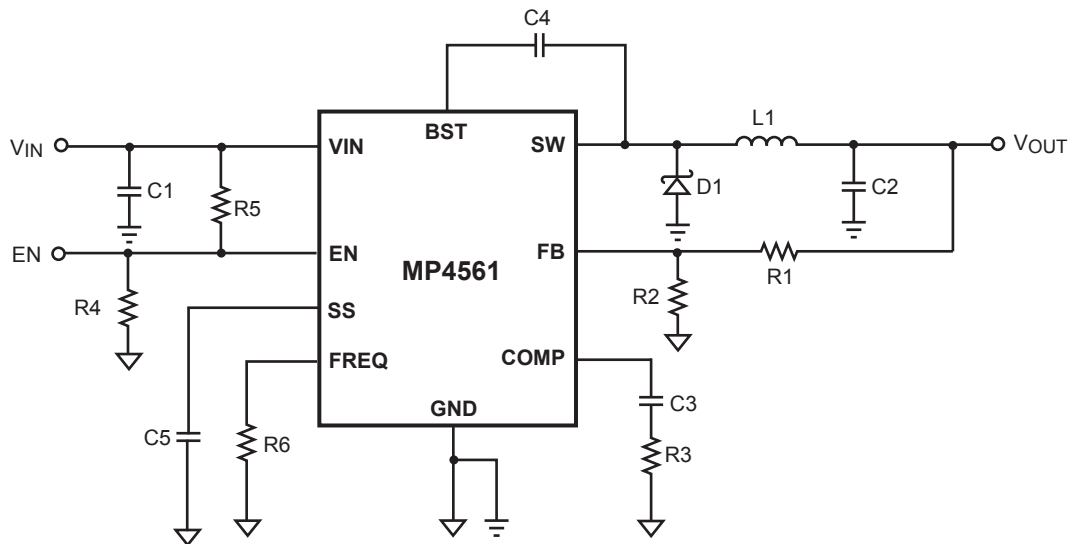 C4
BST
VIN
VIN
SW
L1
VOUT
C1
R5
D1
C2
EN
EN
MP4561
FB
R1
R4
R2
SS
FREQ
COMP
GND
C3
C5
R6
R3